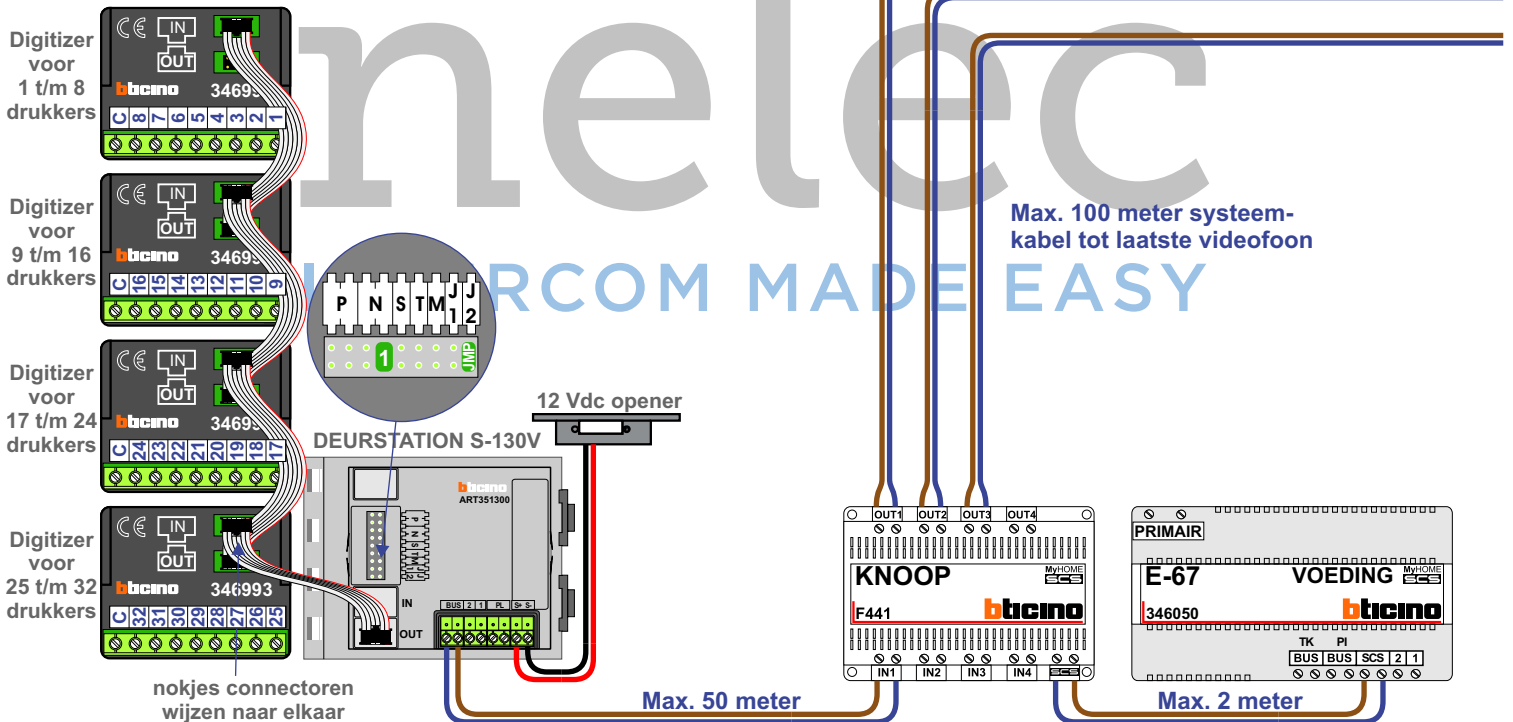 Digitizer
voor
1 t/m 8
drukkers
IN
OUT
bticino
C 8 7 6 5 4 3 2 1
Digitizer
voor
9 t/m 16
drukkers
IN
OUT
bticino
C 16 15 14 13 12 11 10 9
Digitizer
voor
17 t/m 24
drukkers
IN
OUT
bticino
C 24 23 22 21 20 19 18 17
Digitizer
voor
25 t/m 32
drukkers
IN
OUT
bticino 346993
C 32 31 30 29 28 27 26 25
nokjes connectoren
wijzen naar elkaar
nelec
RCOM MADE EASY
P N S T M J1 J2
1 JMP
DEURSTATION S-130V
12 Vdc opener
bticino
ART351300
P N S T M J1 J2
IN
OUT
BUS 2 1 PL S+ S-
Max. 50 meter
Max. 100 meter systeem-
kabel tot laatste videofoon
OUT1 OUT2 OUT3 OUT4
KNOOP MyHOME
SCS
F441 bticino
IN1 IN2 IN3 IN4 SCS
Max. 2 meter
PRIMAIR
E-67 VOEDING MyHOME
SCS
346050 bticino
TK PI
BUS BUS SCS 2 1